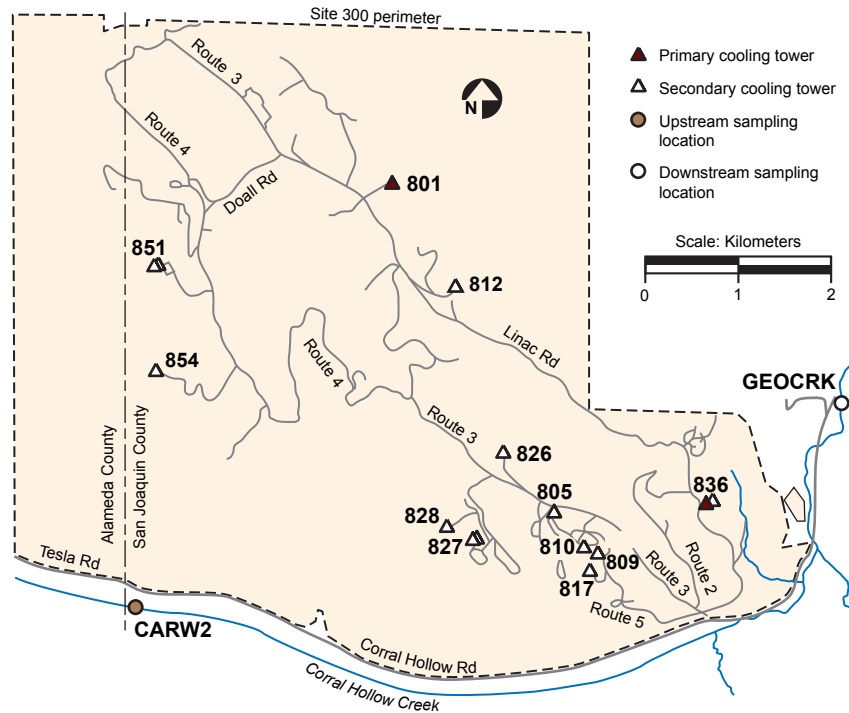 Site 300 perimeter
Route 3
Route 4
Doall Rd
N
Primary cooling tower
Secondary cooling tower
Upstream sampling
location
Downstream sampling
location
Scale: Kilometers
0 1 2
801
851
812
854
Route 4
Linac Rd
GEOCRK
Route 3
826
836
805
828
827
810
809
817
Route 3
Route 2
Route 5
Alameda County
San Joaquin County
Tesla Rd
CARW2
Corral Hollow Rd
Corral Hollow Creek